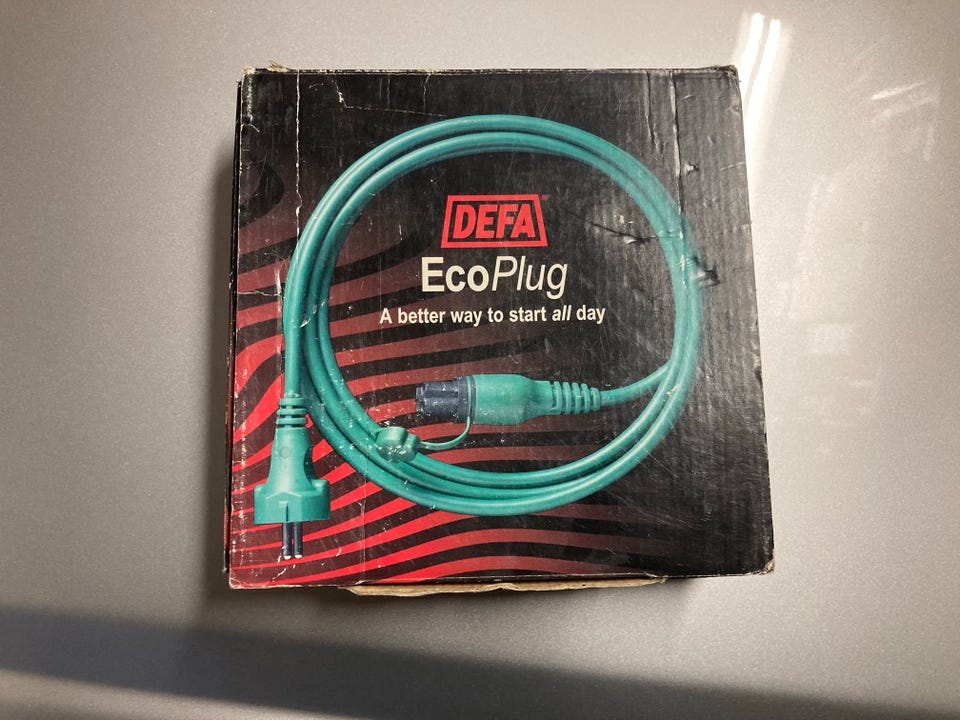 DEFA
EcoPlug
A better way to start all day